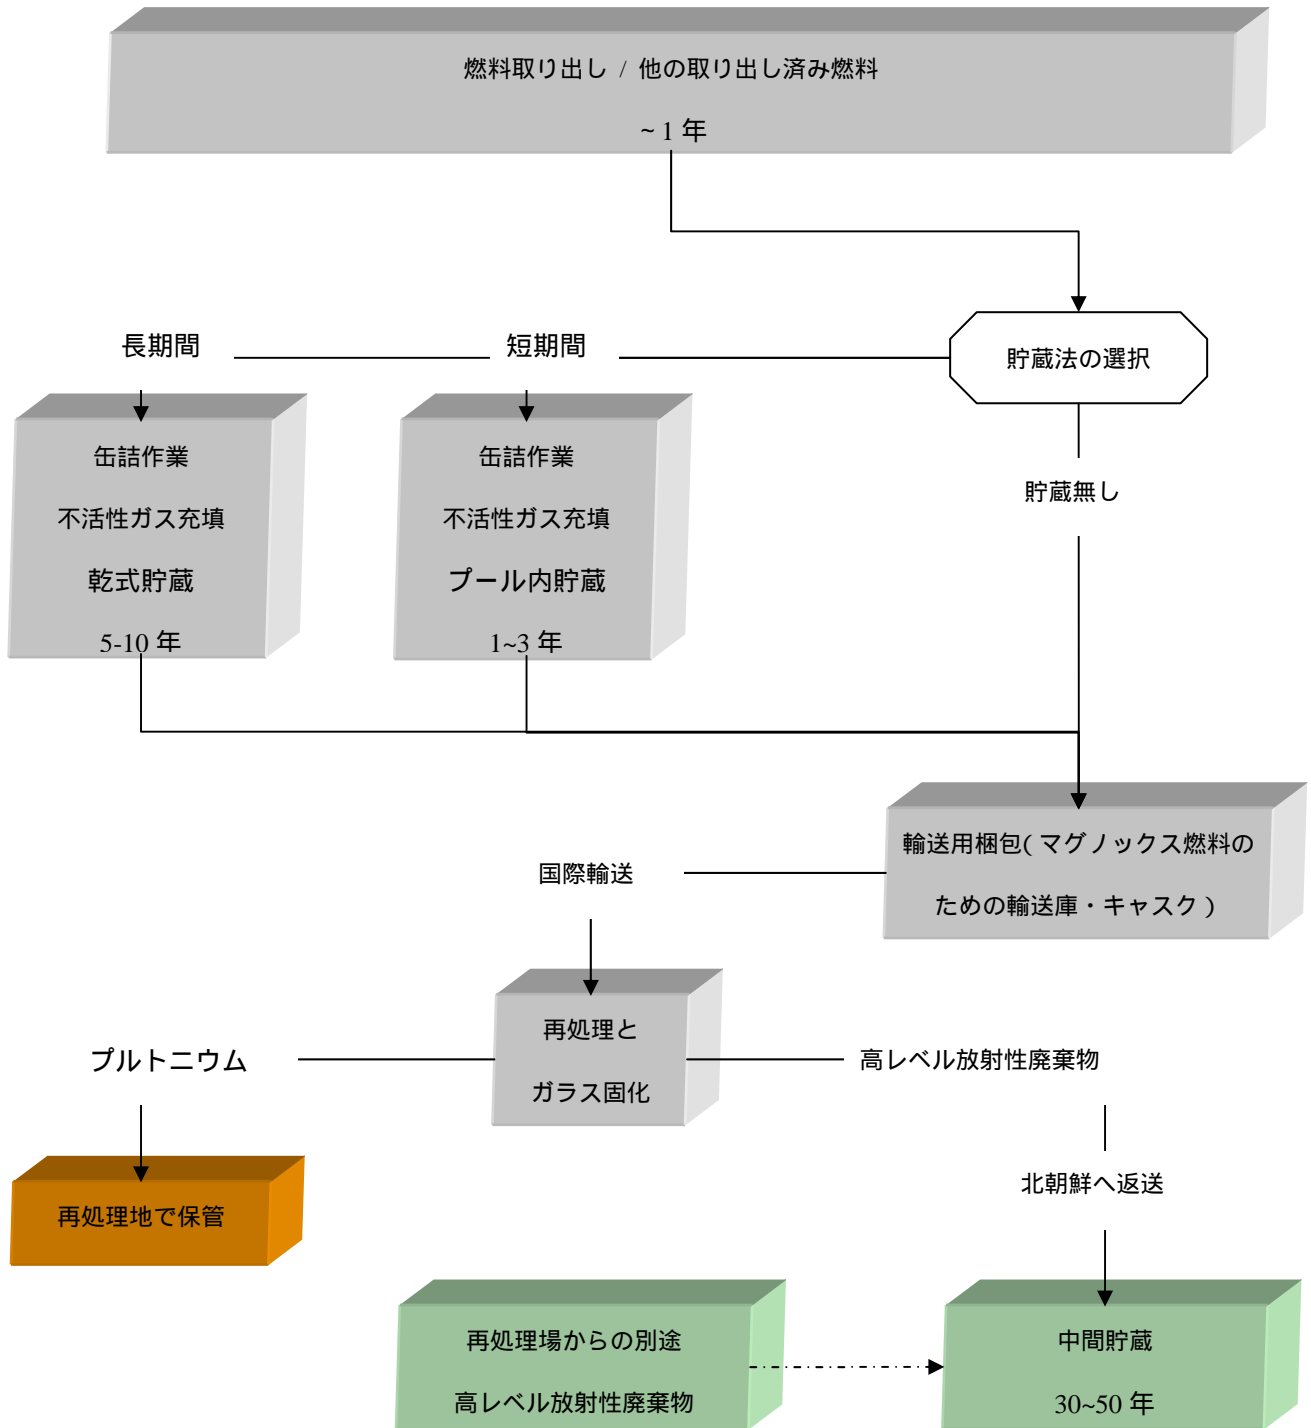 燃料取り出し / 他の取り出し済み燃料
~ 1 年
貯蔵法の選択
長期間
短期間
缶詰作業
不活性ガス充填
乾式貯蔵
5-10 年
缶詰作業
不活性ガス充填
プール内貯蔵
1~3 年
貯蔵無し
輸送用梱包( マグノックス燃料の
ための輸送庫・キャスク )
国際輸送
再処理と
ガラス固化
プルトニウム
高レベル放射性廃棄物
北朝鮮へ返送
再処理地で保管
再処理場からの別途
高レベル放射性廃棄物
中間貯蔵
30~50 年